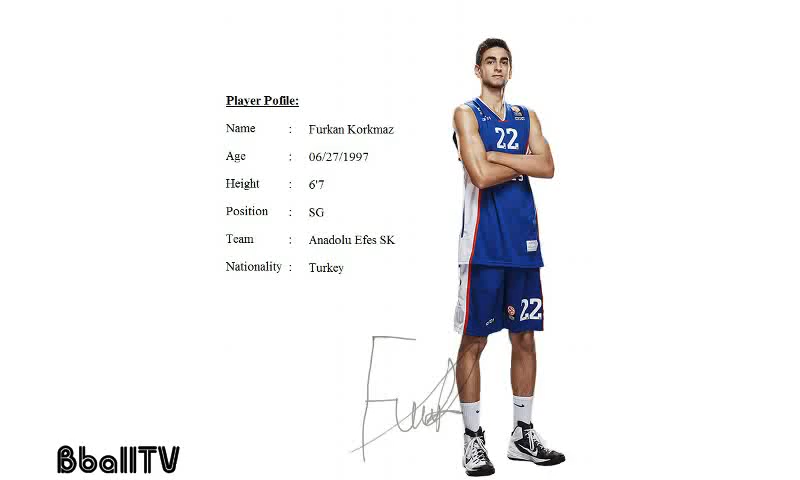 Player Pofile:
Name : Furkan Korkmaz
Age : 06/27/1997
Height : 6'7
Position : SG
Team : Anadolu Efes SK
Nationality : Turkey
22
22
Furk
BballTV